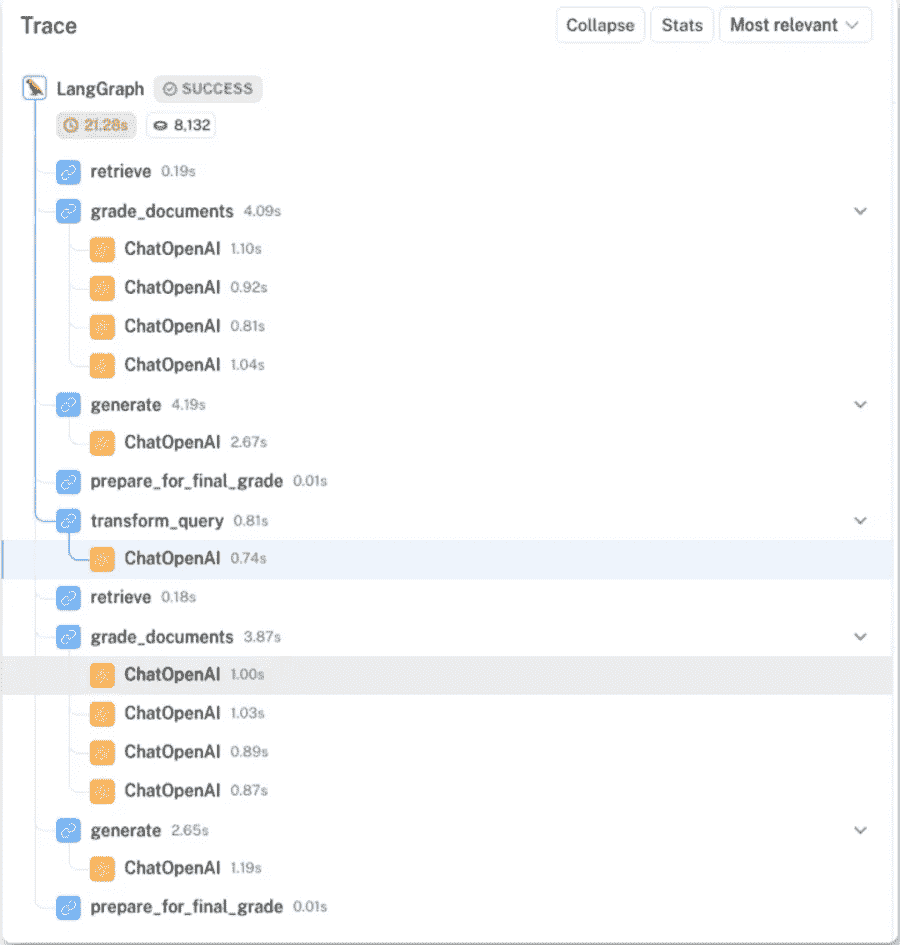 Trace Collapse Stats Most relevant
LangGraph SUCCESS
21.28s 8,132
retrieve 0.19s
grade_documents 4.09s
ChatOpenAI 1.10s
ChatOpenAI 0.92s
ChatOpenAI 0.81s
ChatOpenAI 1.04s
generate 4.19s
ChatOpenAI 2.67s
prepare_for_final_grade 0.01s
transform_query 0.81s
ChatOpenAI 0.74s
retrieve 0.18s
grade_documents 3.87s
ChatOpenAI 1.00s
ChatOpenAI 1.03s
ChatOpenAI 0.89s
ChatOpenAI 0.87s
generate 2.65s
ChatOpenAI 1.19s
prepare_for_final_grade 0.01s